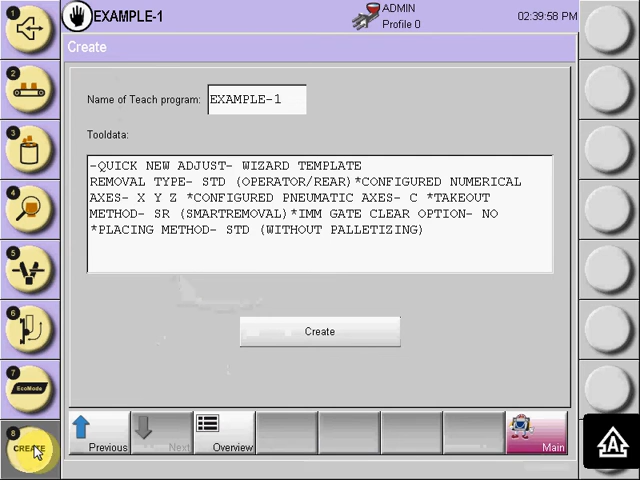 1
EXAMPLE-1
ADMIN
Profile 0
02:39:58 PM
Create
2
Name of Teach program: EXAMPLE-1
3
Tooldata:
-QUICK NEW ADJUST- WIZARD TEMPLATE
REMOVAL TYPE- STD (OPERATOR/REAR)*CONFIGURED NUMERICAL
AXES- X Y Z *CONFIGURED PNEUMATIC AXES- C *TAKEOUT
METHOD- SR (SMARTREMOVAL)*IMM GATE CLEAR OPTION- NO
*PLACING METHOD- STD (WITHOUT PALLETIZING)
4
5
6
Create
7
EcoMode
8
CREATE
Previous
Next
Overview
Main